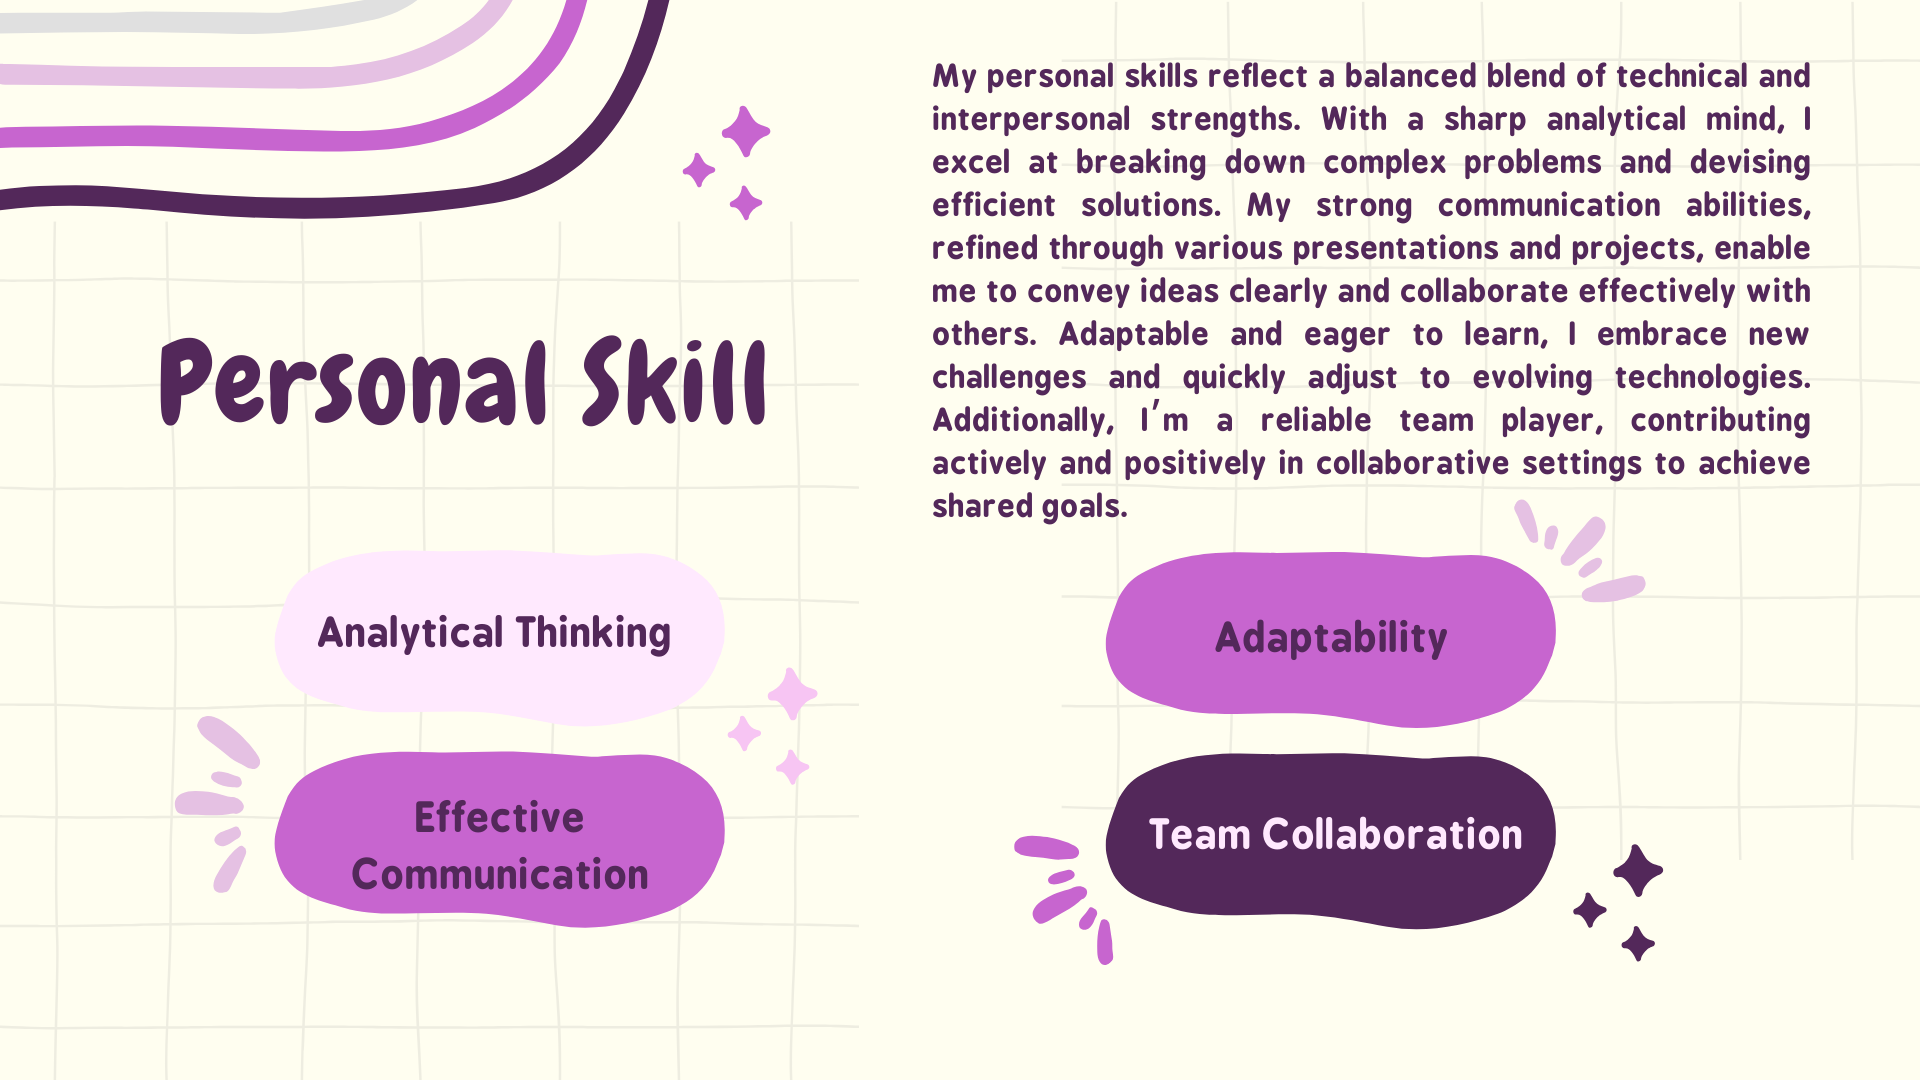 Personal Skill
My personal skills reflect a balanced blend of technical and
interpersonal strengths. With a sharp analytical mind, I
excel at breaking down complex problems and devising
efficient solutions. My strong communication abilities,
refined through various presentations and projects, enable
me to convey ideas clearly and collaborate effectively with
others. Adaptable and eager to learn, I embrace new
challenges and quickly adjust to evolving technologies.
Additionally, I'm a reliable team player, contributing
actively and positively in collaborative settings to achieve
shared goals.
Analytical Thinking
Effective
Communication
Adaptability
Team Collaboration